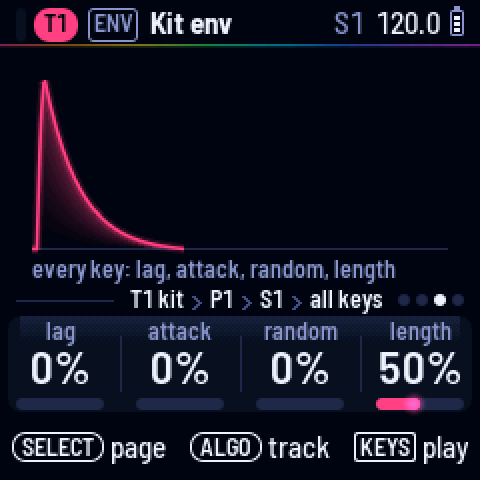 T1 ENV Kit env S1 120.0
every key: lag, attack, random, length
T1 kit > P1 > S1 > all keys
lag attack random length
0% 0% 0% 50%
SELECT page ALGO track KEYS play